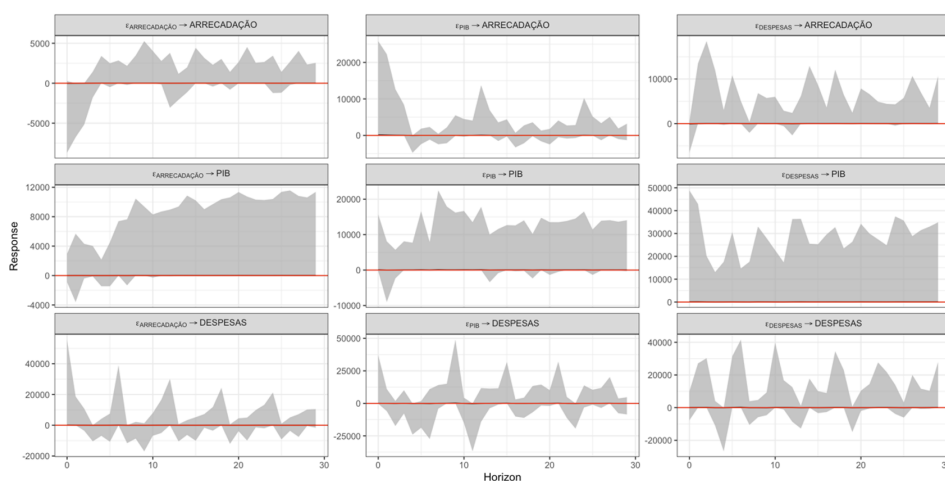 εARRECADAÇÃO → ARRECADAÇÃO
εPIB → ARRECADAÇÃO
εDESPESAS → ARRECADAÇÃO
5000
0
-5000
20000
10000
0
10000
0
εARRECADAÇÃO → PIB
εPIB → PIB
εDESPESAS → PIB
12000
8000
4000
0
-4000
20000
10000
0
-10000
50000
40000
30000
20000
10000
0
εARRECADAÇÃO → DESPESAS
εPIB → DESPESAS
εDESPESAS → DESPESAS
40000
20000
0
-20000
50000
25000
0
-25000
40000
20000
0
-20000
0 10 20 30
0 10 20 30
0 10 20
Response
Horizon